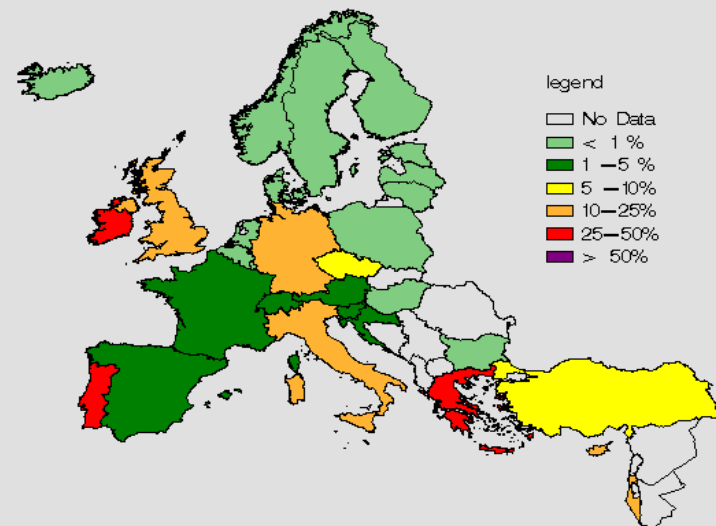 legend
No Data
< 1 %
1 –5 %
5 –10%
10–25%
25–50%
> 50%